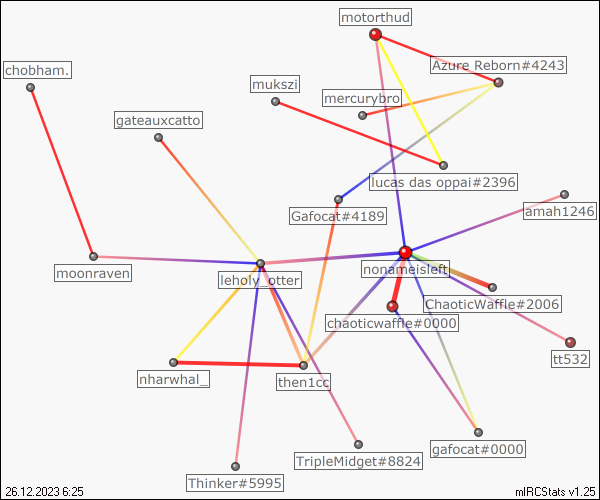 motorthud
Azure Reborn#4243
chobham.
mukszi
mercurybro
gateauxcatto
lucas das oppai#2396
Gafocat#4189
amah1246
moonraven
nonameisleft
leholy_otter
ChaoticWaffle#2006
chaoticwaffle#0000
tt532
nharwhal_
then1cc
gafocat#0000
TripleMidget#8824
Thinker#5995
26.12.2023 6:25
mIRCStats v1.25